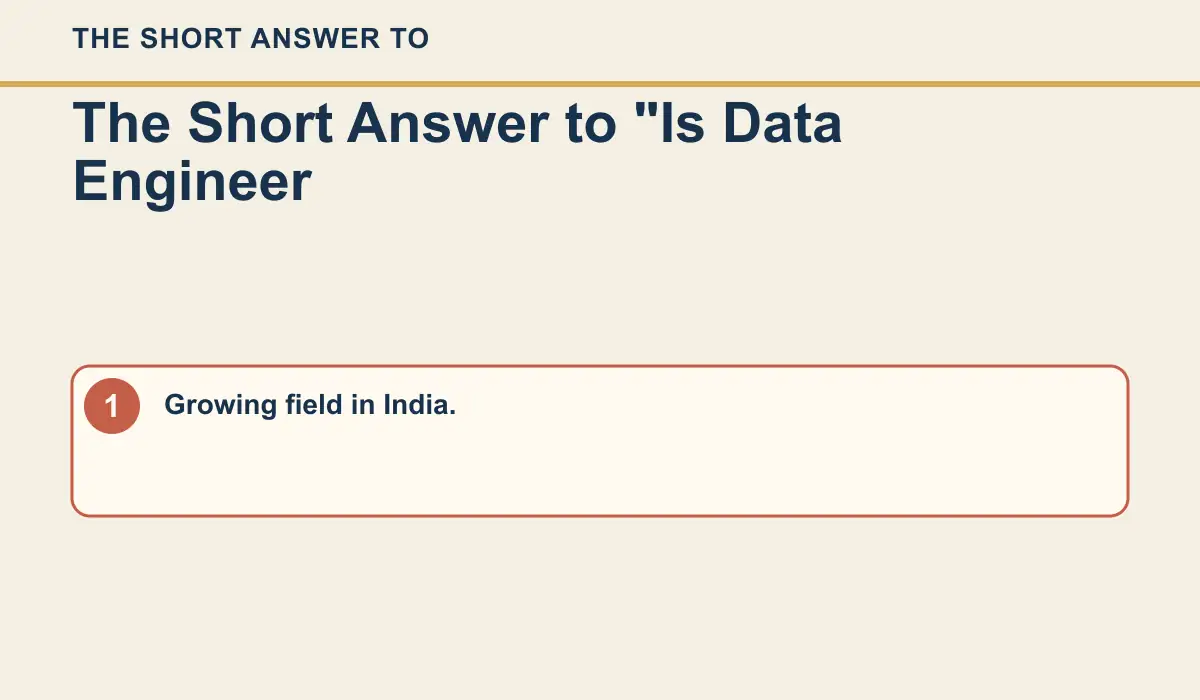 THE SHORT ANSWER TO
The Short Answer to "Is Data
Engineer
1
Growing field in India.